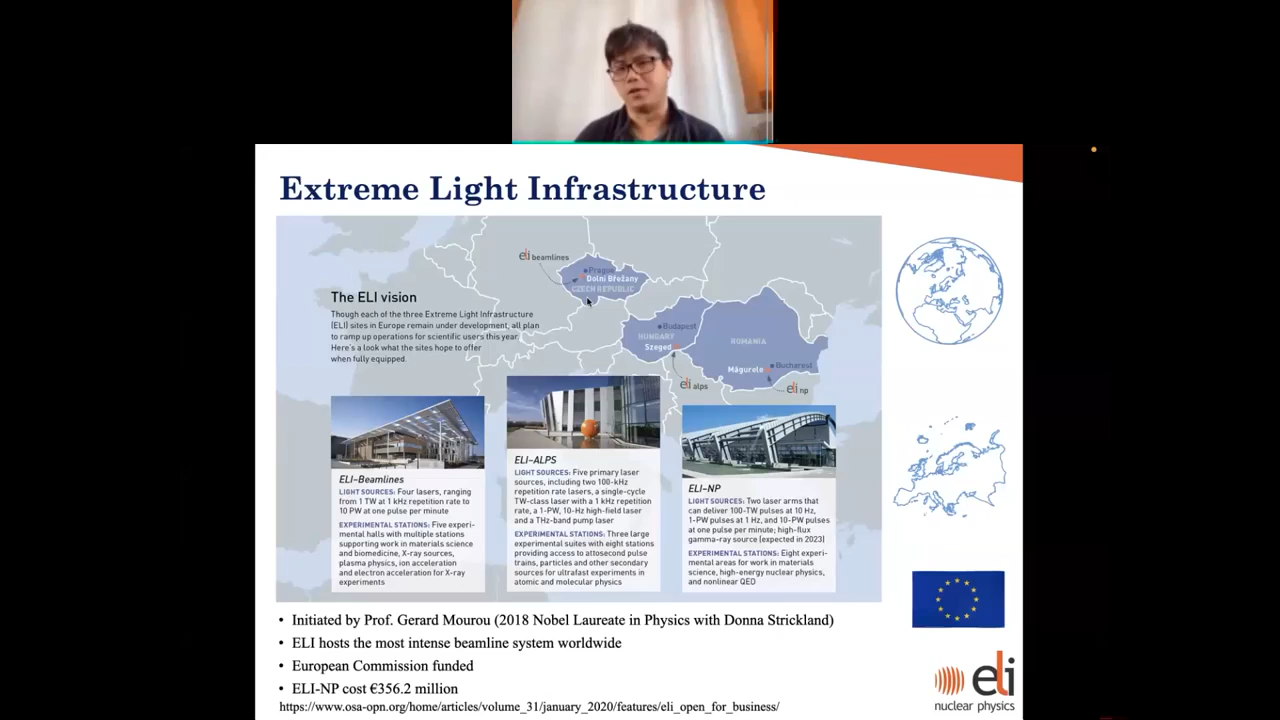 Extreme Light Infrastructure
eli beamlines
Prague
Dolní Břežany
CZECH REPUBLIC
The ELI vision
Though each of the three Extreme Light Infrastructure
(ELI) sites in Europe remain under development, all plan
to ramp up operations for scientific users this year.
Here's a look what the sites hope to offer
when fully equipped.
Budapest
HUNGARY
Szeged
ROMANIA
Măgurele
Bucharest
eli alps
eli np
ELI–Beamlines
LIGHT SOURCES: Four lasers, ranging
from 1 TW at 1 kHz repetition rate to
10 PW at one pulse per minute
EXPERIMENTAL STATIONS: Five experi-
mental halls with multiple stations
supporting work in materials science
and biomedicine, X-ray sources,
plasma physics, ion acceleration
and electron acceleration for X-ray
experiments
ELI–ALPS
LIGHT SOURCES: Five primary laser
sources, including two 100-kHz
repetition rate lasers, a single-cycle
TW-class laser with a 1 kHz repetition
rate, a 1-PW, 10-Hz high-field laser
and a THz-band pump laser
EXPERIMENTAL STATIONS: Three large
experimental suites with eight stations
providing access to attosecond pulse
trains, particles and other secondary
sources for ultrafast experiments in
atomic and molecular physics
ELI–NP
LIGHT SOURCES: Two laser arms that
can deliver 100-TW pulses at 10 Hz,
1-PW pulses at 1 Hz, and 10-PW pulses
at one pulse per minute; high-flux
gamma-ray source (expected in 2023)
EXPERIMENTAL STATIONS: Eight experi-
mental areas for work in materials
science, high-energy nuclear physics,
and nonlinear QED
• Initiated by Prof. Gerard Mourou (2018 Nobel Laureate in Physics with Donna Strickland)
• ELI hosts the most intense beamline system worldwide
• European Commission funded
• ELI-NP cost €356.2 million
https://www.osa-opn.org/home/articles/volume_31/january_2020/features/eli_open_for_business/
eli
nuclear physics